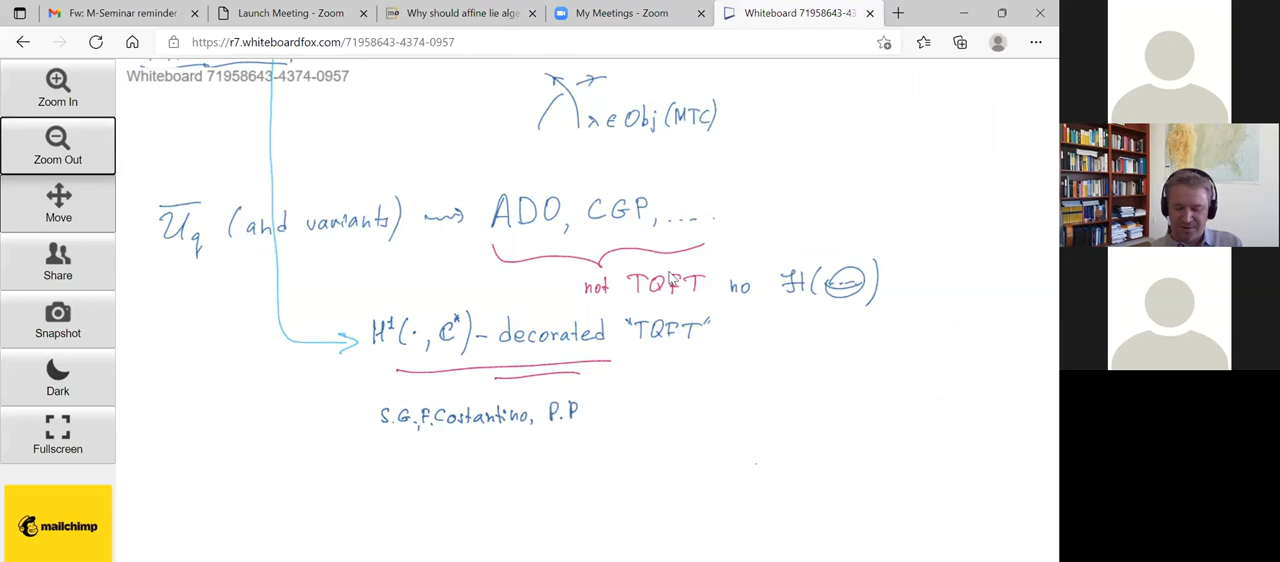 Fw: M-Seminar reminder -
Launch Meeting - Zoom
Why should affine lie alge
My Meetings - Zoom
Whiteboard 71958643-43
https://r7.whiteboardfox.com/71958643-4374-0957
Whiteboard 71958643-4374-0957
Zoom In
Zoom Out
Move
Share
Snapshot
Dark
Fullscreen
mailchimp
λ ∈ Obj (MTC)
U̅q (and variants) ⟿ ADO, CGP, ....
not TQFT no H( )
H¹(·, ℂ*) - decorated "TQFT"
S.G., F. Costantino, P.P